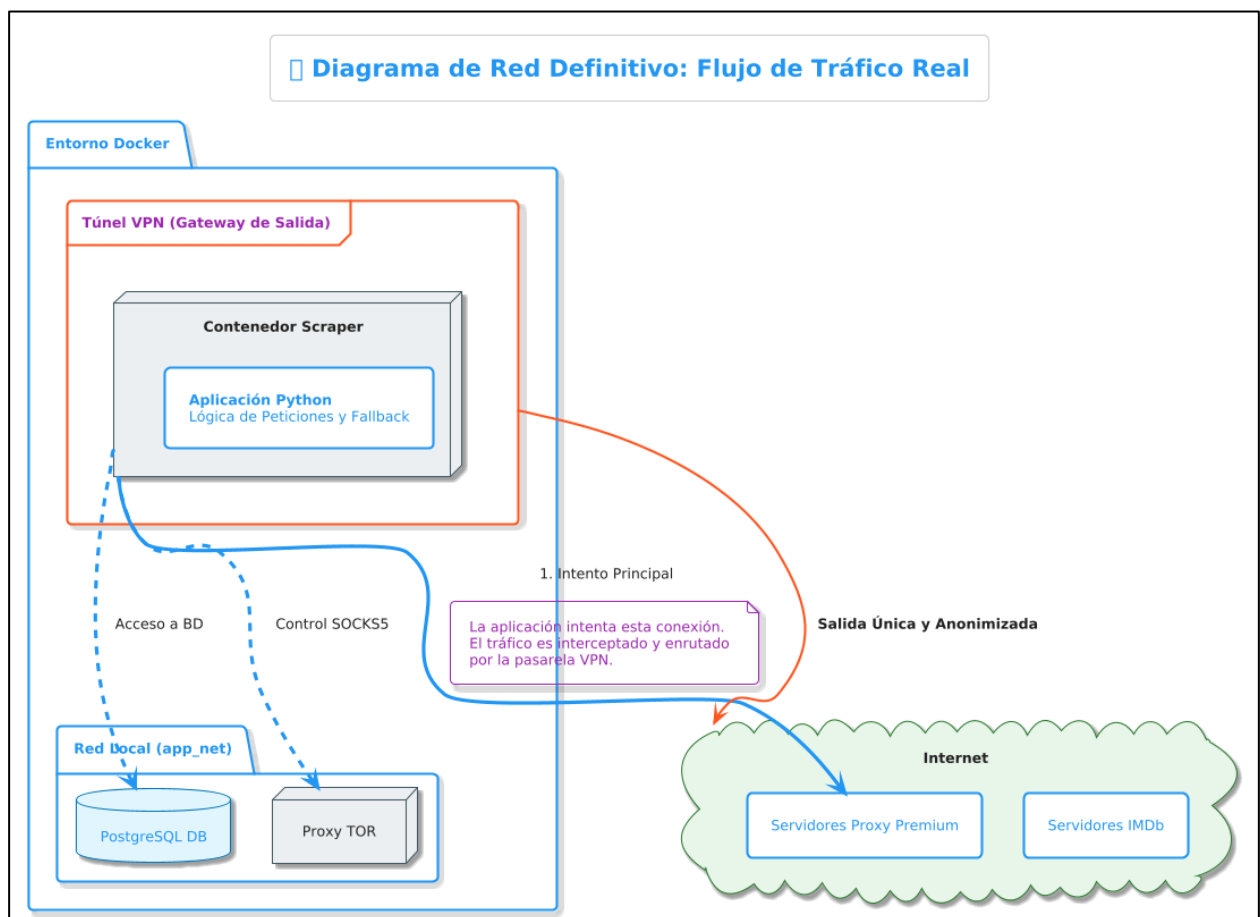 Diagrama de Red Definitivo: Flujo de Tráfico Real
Entorno Docker
Túnel VPN (Gateway de Salida)
Contenedor Scraper
Aplicación Python
Lógica de Peticiones y Fallback
1. Intento Principal
Acceso a BD
Control SOCKS5
La aplicación intenta esta conexión.
El tráfico es interceptado y enrutado
por la pasarela VPN.
Salida Única y Anonimizada
Red Local (app_net)
PostgreSQL DB
Proxy TOR
Internet
Servidores Proxy Premium
Servidores IMDb